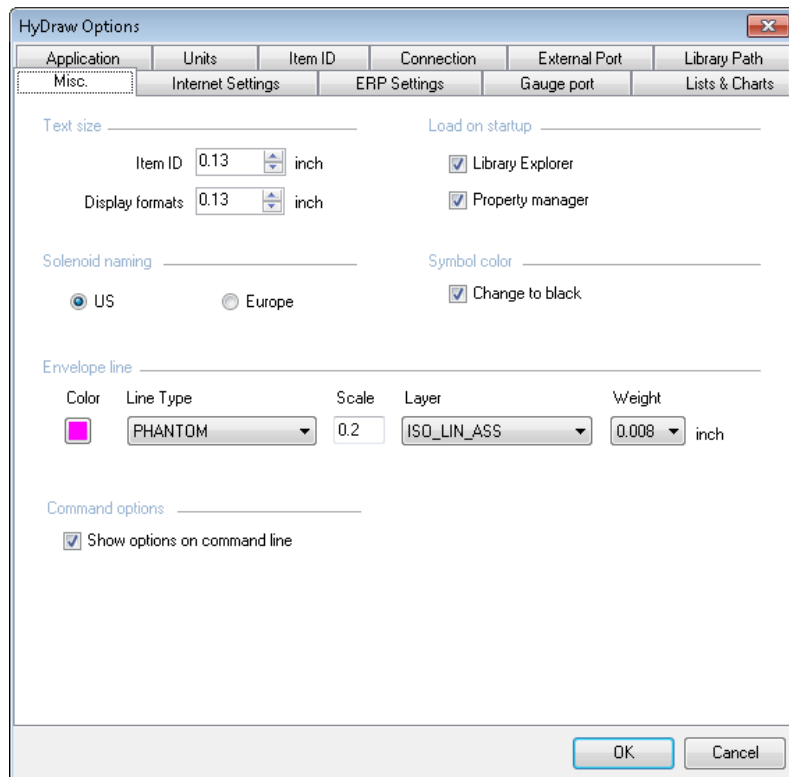 HyDraw Options
Application Units Item ID Connection External Port Library Path
Misc. Internet Settings ERP Settings Gauge port Lists & Charts
Text size Load on startup
Item ID 0.13 inch Library Explorer
Display formats 0.13 inch Property manager
Solenoid naming Symbol color
US Europe Change to black
Envelope line
Color Line Type Scale Layer Weight
PHANTOM 0.2 ISO_LIN_ASS 0.008 inch
Command options
Show options on command line
OK Cancel